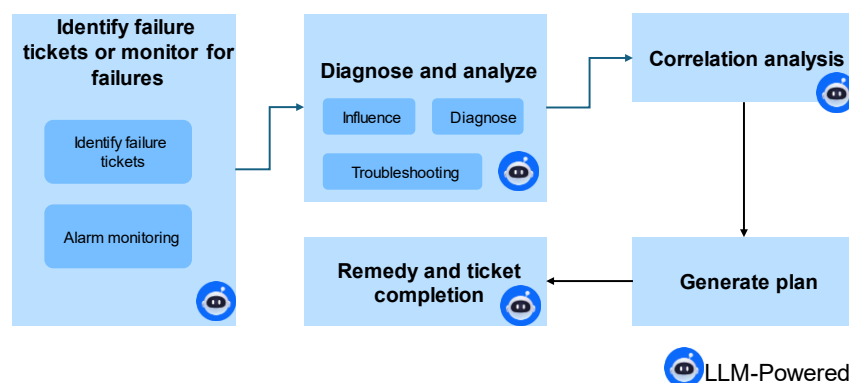 Identify failure
tickets or monitor for
failures
Identify failure
tickets
Alarm monitoring
Diagnose and analyze
Influence
Diagnose
Troubleshooting
Correlation analysis
Generate plan
Remedy and ticket
completion
LLM-Powered